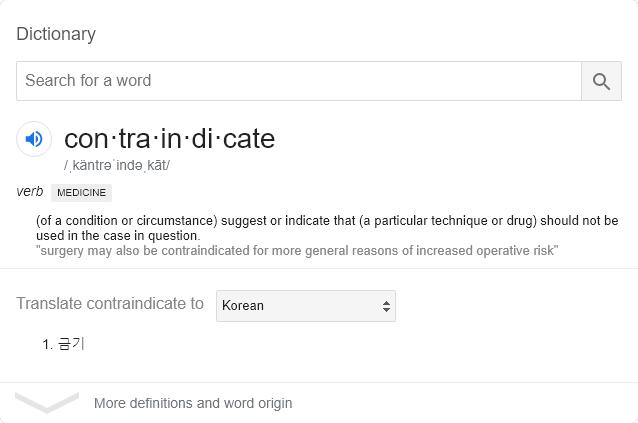 Dictionary
Search for a word
con·tra·in·di·cate
/ˌkäntrəˈindəˌkāt/
verb MEDICINE
(of a condition or circumstance) suggest or indicate that (a particular technique or drug) should not be
used in the case in question.
"surgery may also be contraindicated for more general reasons of increased operative risk"
Translate contraindicate to Korean
1. 금기
More definitions and word origin